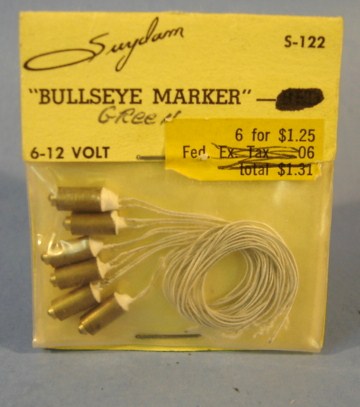 Suydam
S-122
"BULLSEYE MARKER"— RED
GREEN
6 for $1.25
6-12 VOLT
Fed. Ex Tax .06
total $1.31